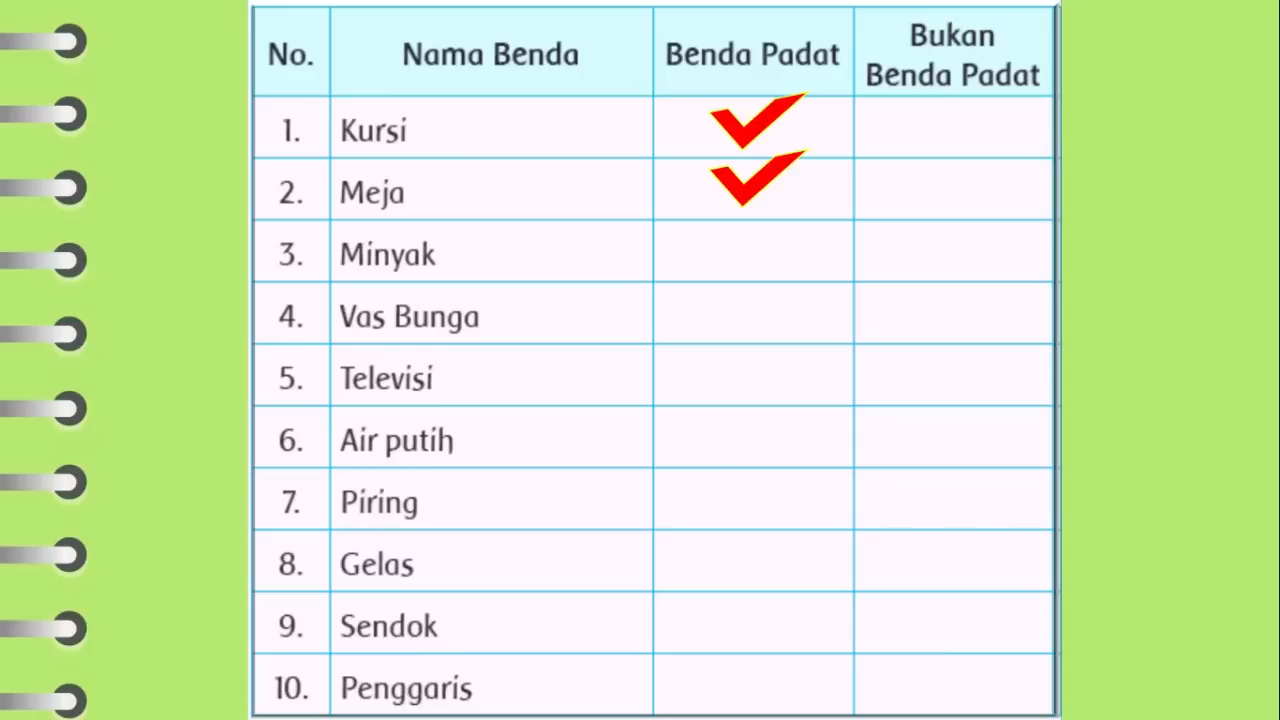 No. Nama Benda Benda Padat Bukan Benda Padat
1. Kursi
2. Meja
3. Minyak
4. Vas Bunga
5. Televisi
6. Air putih
7. Piring
8. Gelas
9. Sendok
10. Penggaris